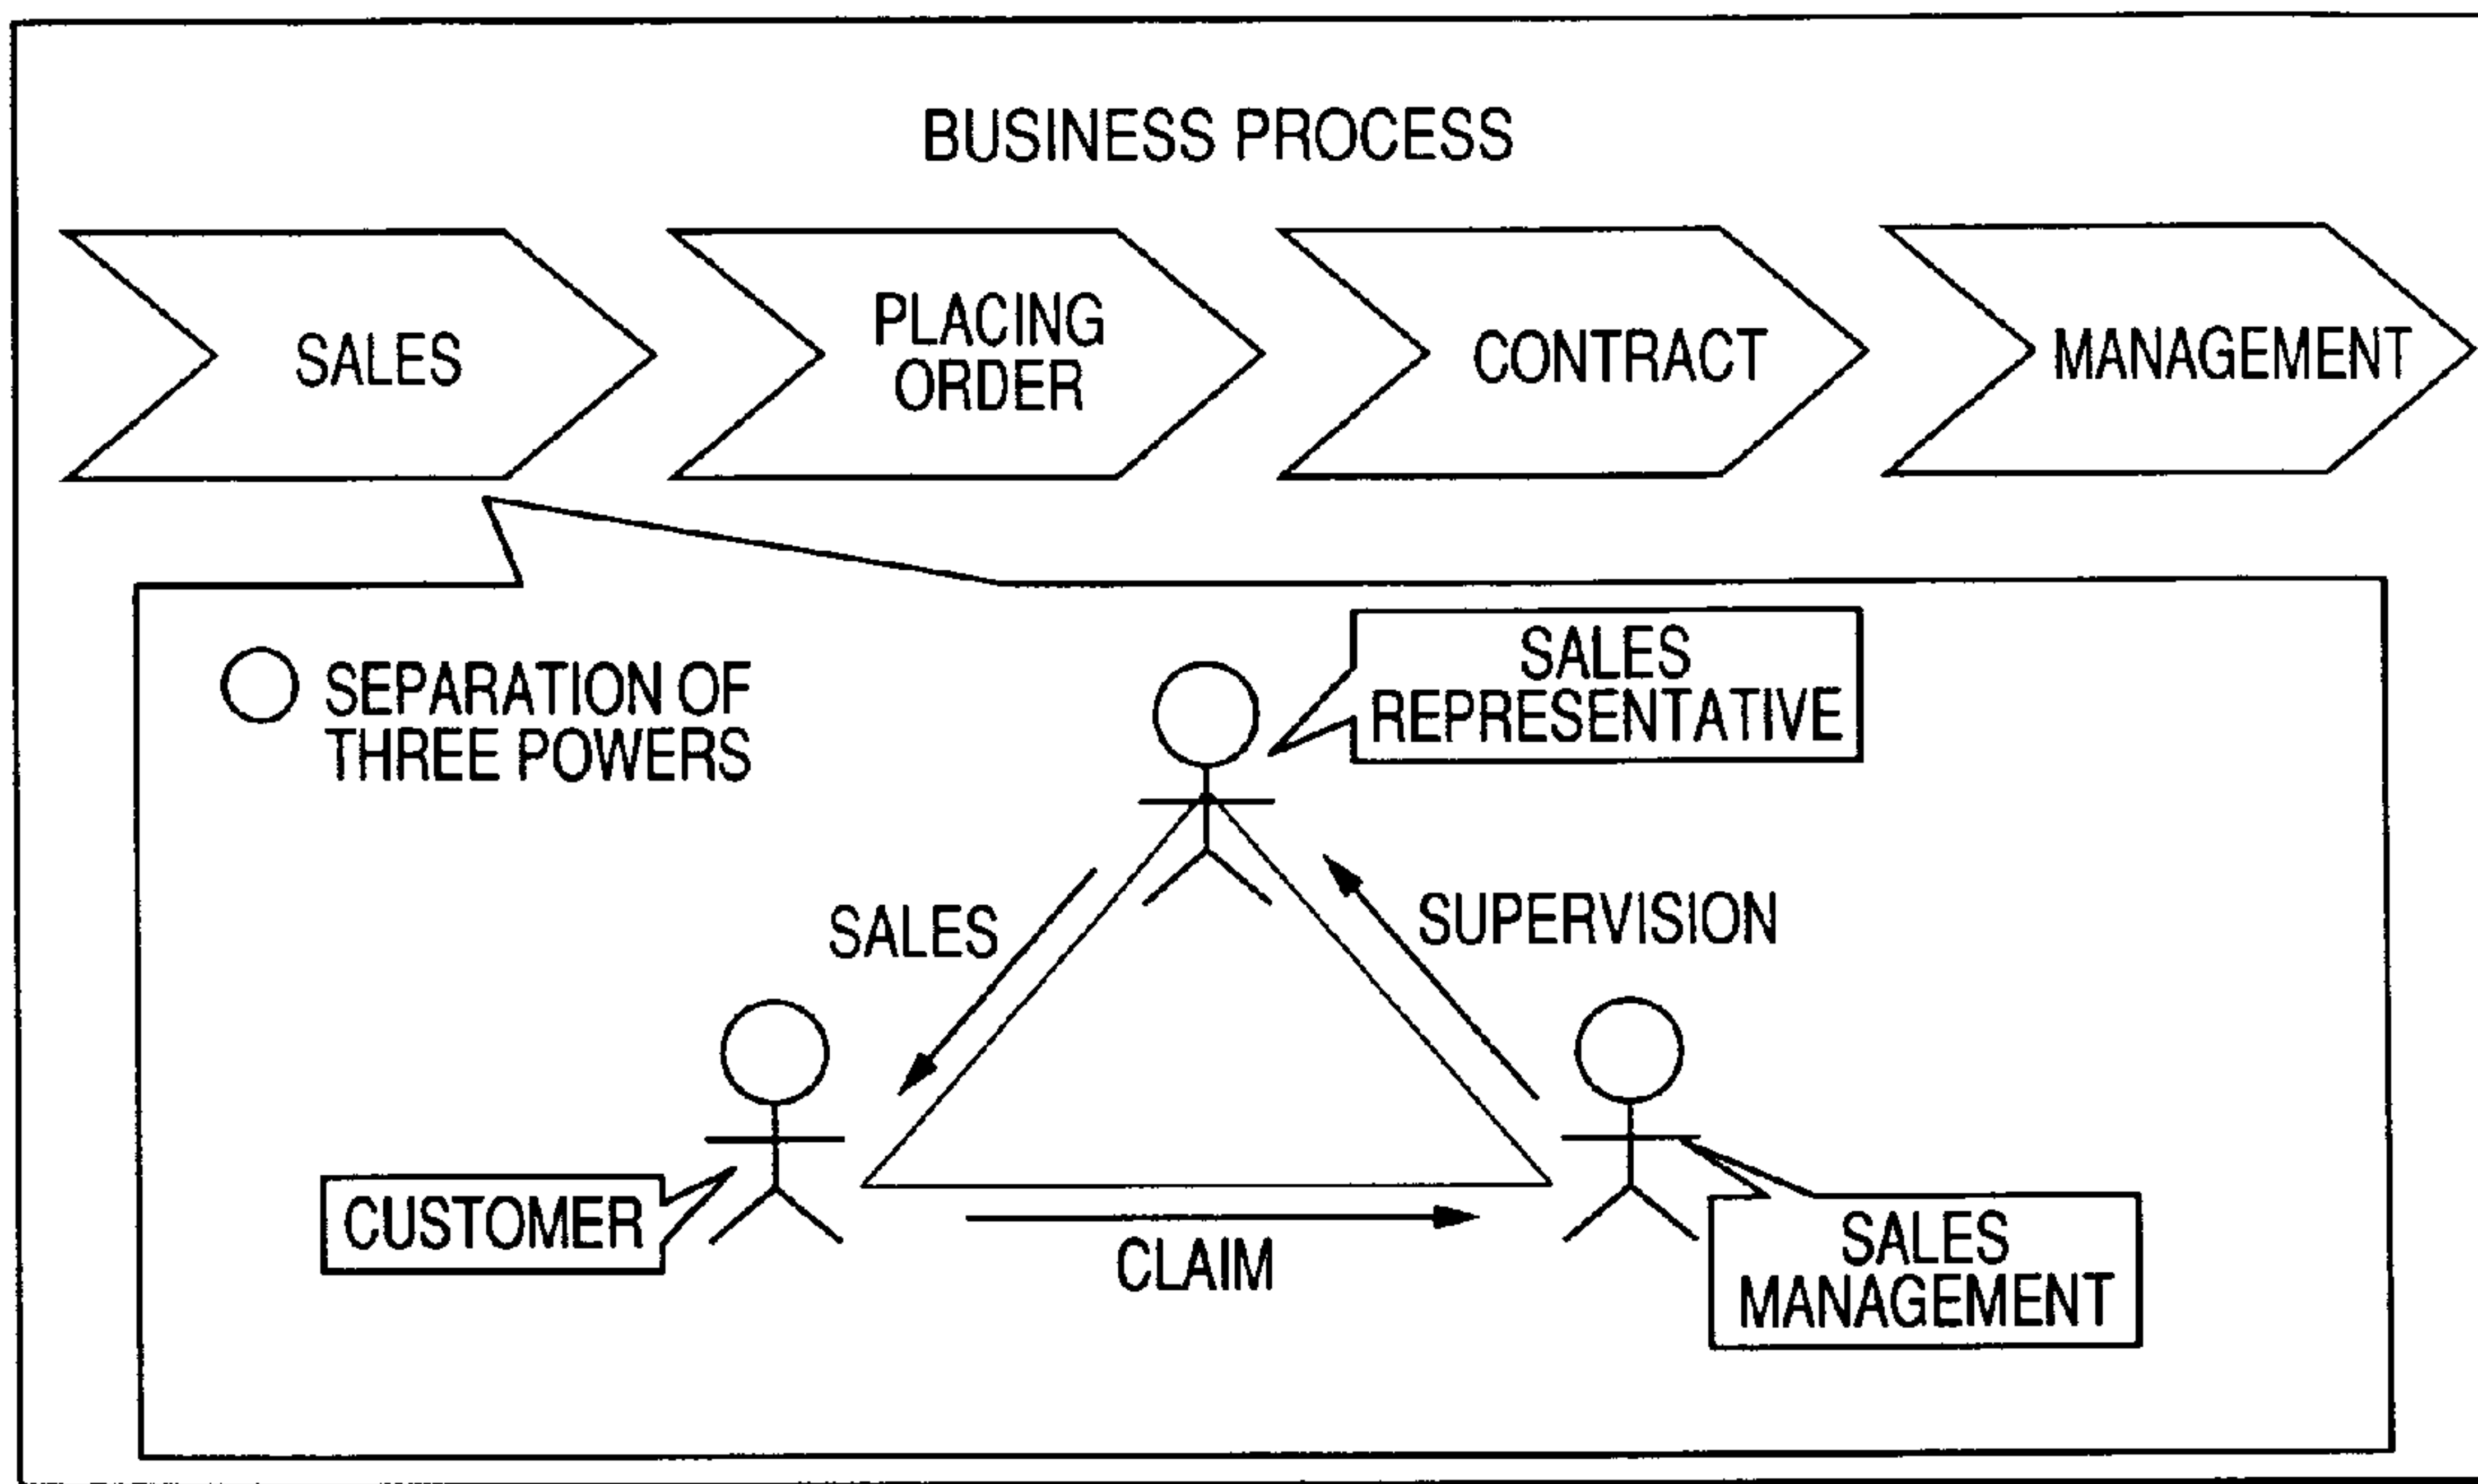 BUSINESS PROCESS
SALES
PLACING
ORDER
CONTRACT
MANAGEMENT
SEPARATION OF
THREE POWERS
SALES
REPRESENTATIVE
SALES
SUPERVISION
CUSTOMER
CLAIM
SALES
MANAGEMENT